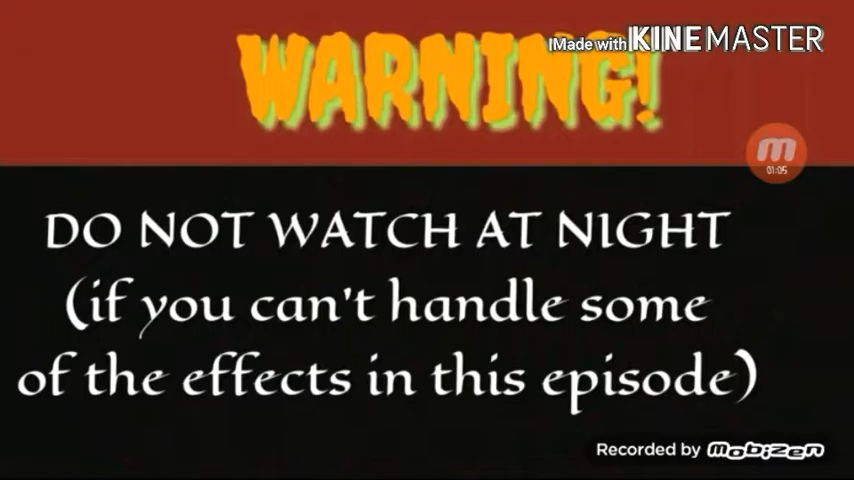 WARNING!
Made with KINEMASTER
m
01:05
DO NOT WATCH AT NIGHT
(if you can't handle some
of the effects in this episode)
Recorded by mobizen